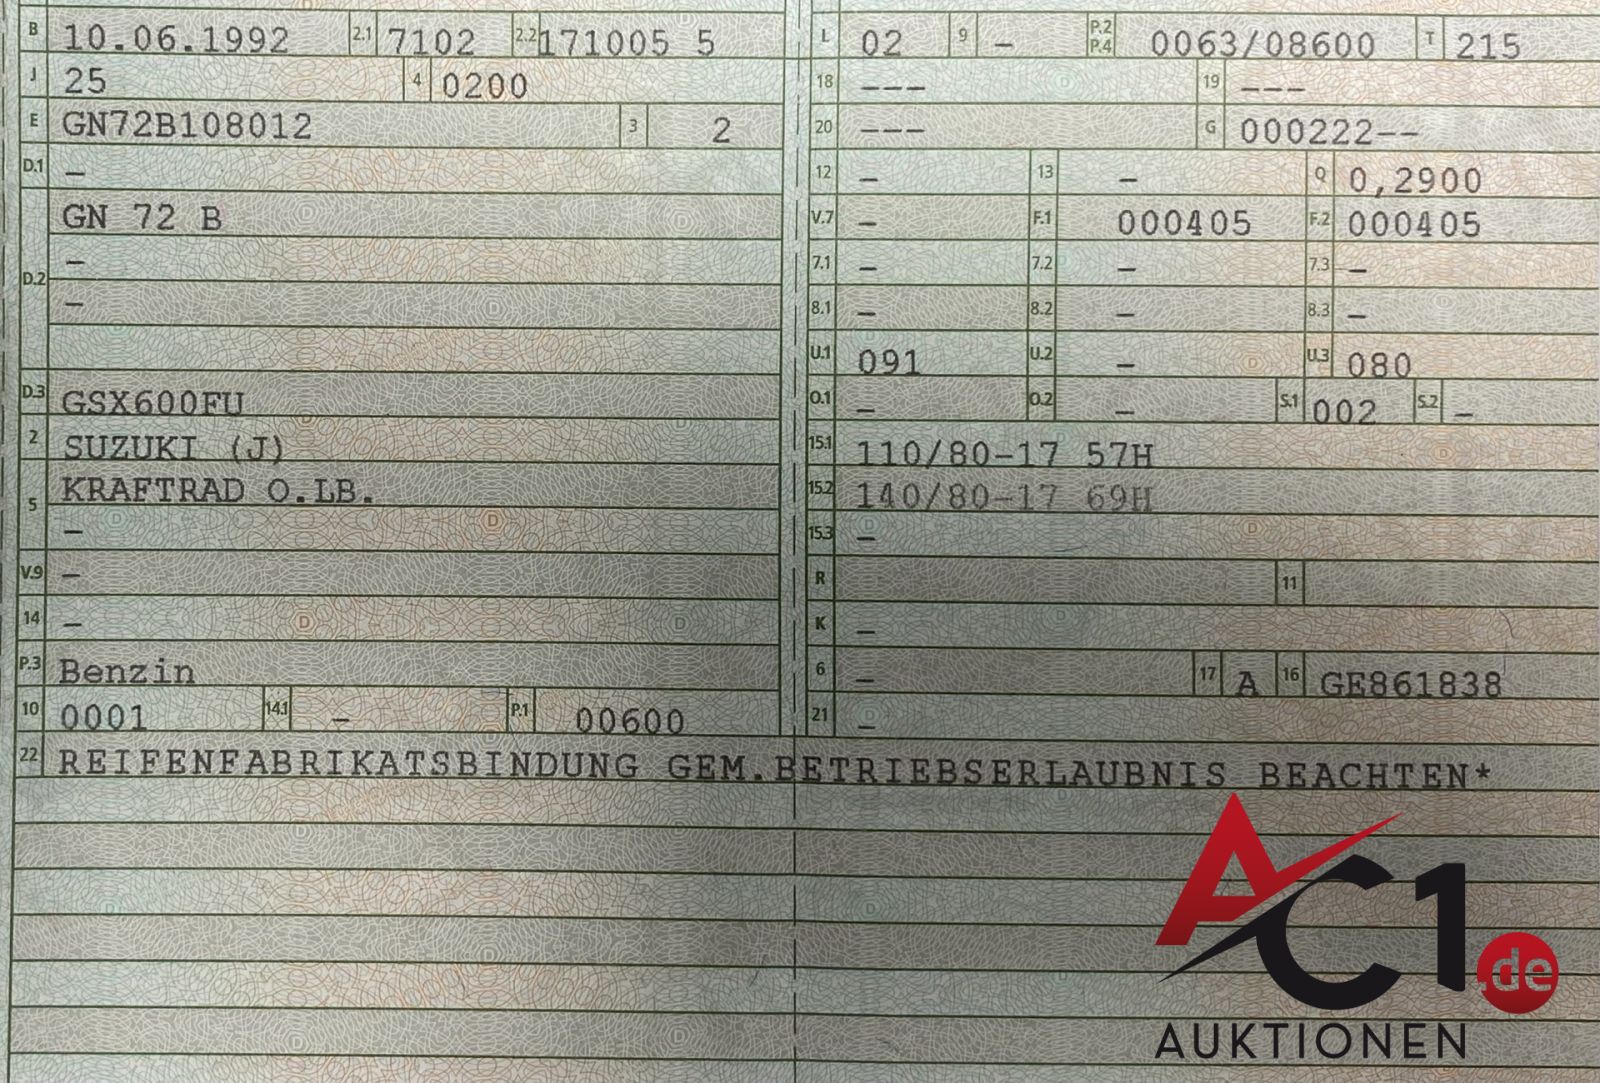 B 10.06.1992 2.1 7102 2.2 171005 5
J 25 4 0200
E GN72B108012 3 2
D.1 –
GN 72 B
–
D.2
–
D.3 GSX600FU
2 SUZUKI (J)
5 KRAFTRAD O.LB.
–
V.9 –
14 –
P.3 Benzin
10 0001 14.1 – P.1 00600
L 02 9 – P.2 P.4 0063/08600 T 215
18 --- 19 ---
20 --- G 000222--
12 – 13 – Q 0,2900
V.7 – F.1 000405 F.2 000405
7.1 – 7.2 – 7.3 –
8.1 – 8.2 – 8.3 –
U.1 091 U.2 – U.3 080
O.1 – O.2 – S.1 002 S.2 –
15.1 110/80-17 57H
15.2 140/80-17 69H
15.3 –
R 11
K –
6 – 17 A 16 GE861838
21 –
22 REIFENFABRIKATSBINDUNG GEM.BETRIEBSERLAUBNIS BEACHTEN*
AC1.de
AUKTIONEN